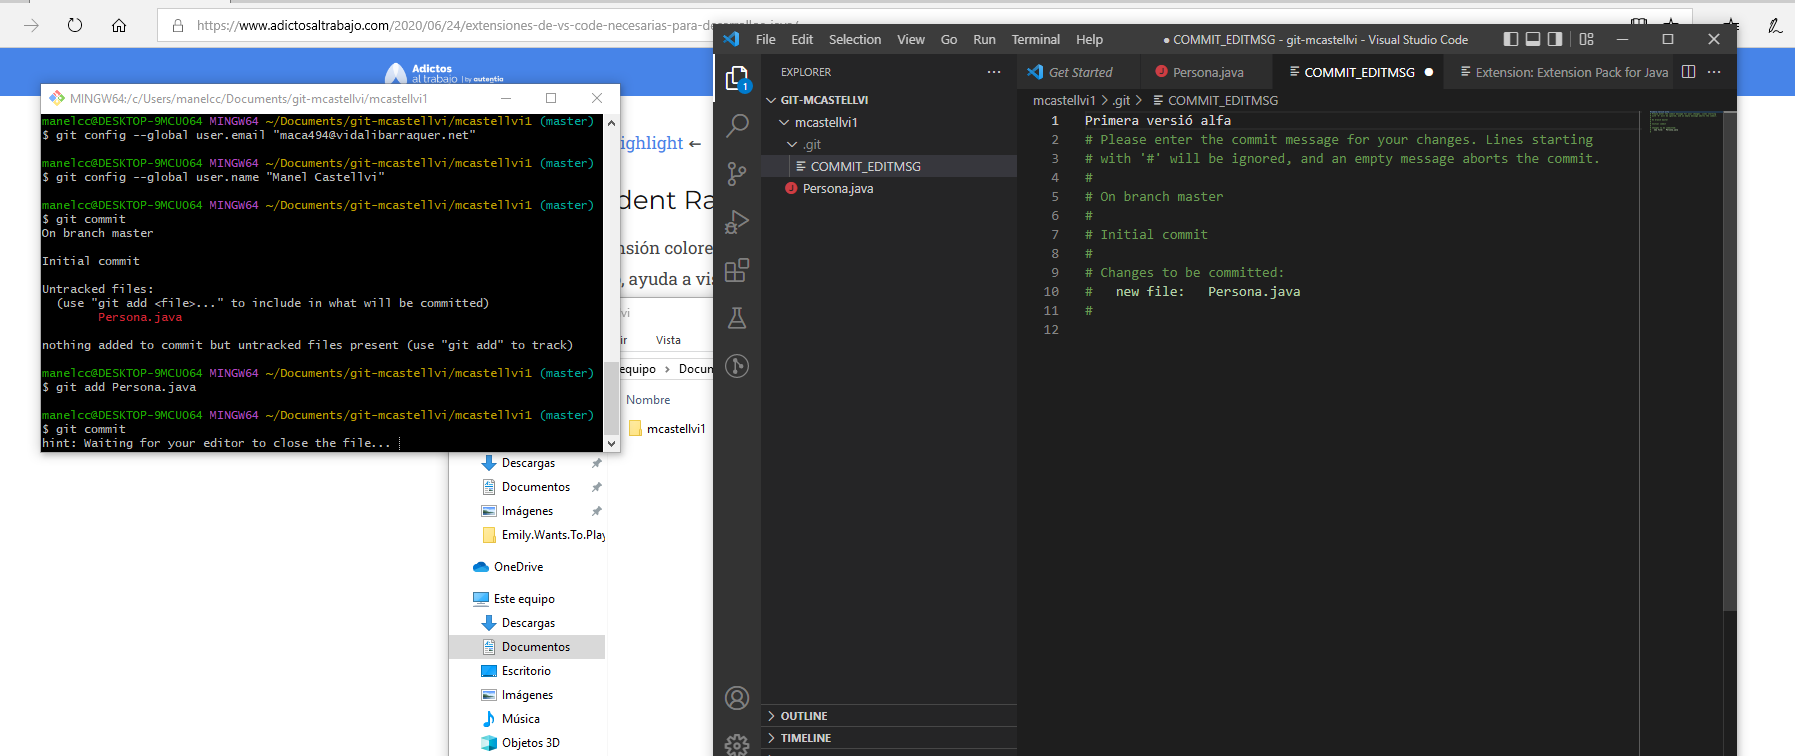 https://www.adictosaltrabajo.com/2020/06/24/extensiones-de-vs-code-necesarias-para-desarrollo-java/
Adictos
al trabajo | by autentia
MINGW64:/c/Users/manelcc/Documents/git-mcastellvi/mcastellvi1
manelcc@DESKTOP-9MCUO64 MINGW64 ~/Documents/git-mcastellvi/mcastellvi1 (master)
$ git config --global user.email "maca494@vidalibarraquer.net"
manelcc@DESKTOP-9MCUO64 MINGW64 ~/Documents/git-mcastellvi/mcastellvi1 (master)
$ git config --global user.name "Manel Castellvi"
manelcc@DESKTOP-9MCUO64 MINGW64 ~/Documents/git-mcastellvi/mcastellvi1 (master)
$ git commit
On branch master
Initial commit
Untracked files:
(use "git add <file>..." to include in what will be committed)
Persona.java
nothing added to commit but untracked files present (use "git add" to track)
manelcc@DESKTOP-9MCUO64 MINGW64 ~/Documents/git-mcastellvi/mcastellvi1 (master)
$ git add Persona.java
manelcc@DESKTOP-9MCUO64 MINGW64 ~/Documents/git-mcastellvi/mcastellvi1 (master)
$ git commit
hint: Waiting for your editor to close the file...
ighlight ←
dent Ra
nsión colore
, ayuda a vi
vi
ir Vista
equipo > Docun
Nombre
mcastellvi1
Descargas
Documentos
Imágenes
Emily.Wants.To.Play
OneDrive
Este equipo
Descargas
Documentos
Escritorio
Imágenes
Música
Objetos 3D
File Edit Selection View Go Run Terminal Help
● COMMIT_EDITMSG - git-mcastellvi - Visual Studio Code
EXPLORER ...
1
GIT-MCASTELLVI
mcastellvi1
.git
COMMIT_EDITMSG
Persona.java
OUTLINE
TIMELINE
Get Started
Persona.java
COMMIT_EDITMSG ●
Extension: Extension Pack for Java
...
mcastellvi1 > .git > COMMIT_EDITMSG
1 Primera versió alfa
2 # Please enter the commit message for your changes. Lines starting
3 # with '#' will be ignored, and an empty message aborts the commit.
4 #
5 # On branch master
6 #
7 # Initial commit
8 #
9 # Changes to be committed:
10 # new file: Persona.java
11 #
12